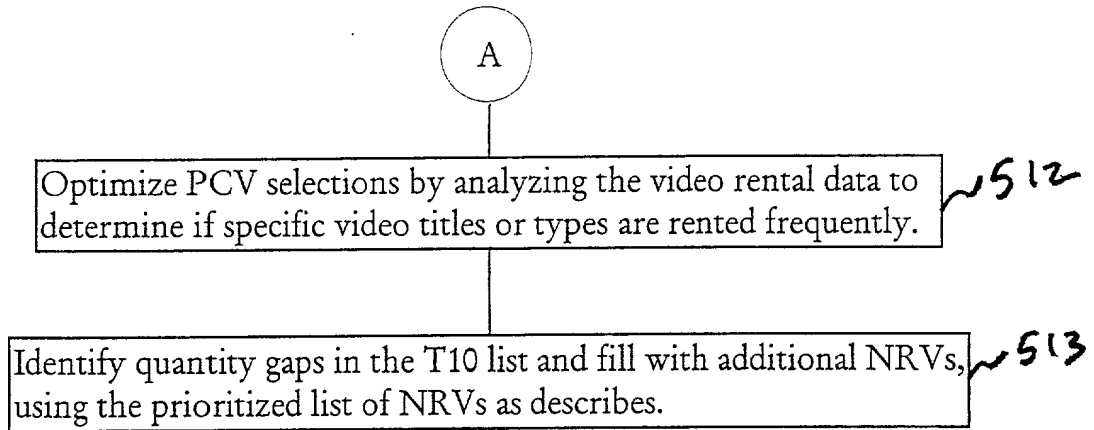 A
Optimize PCV selections by analyzing the video rental data to 512
determine if specific video titles or types are rented frequently.
Identify quantity gaps in the T10 list and fill with additional NRVs, 513
using the prioritized list of NRVs as describes.